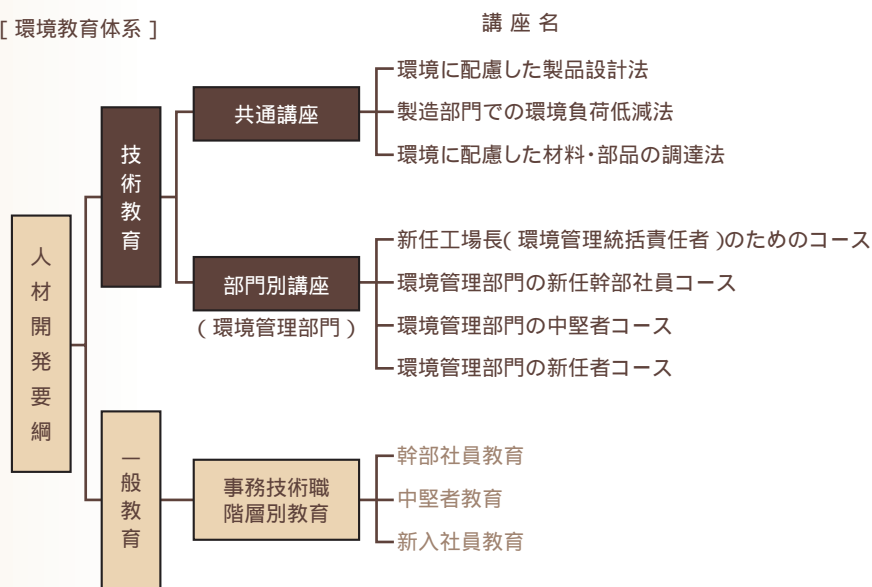 [ 環境教育体系 ]
講 座 名
人材開発要綱
技術教育
共通講座
環境に配慮した製品設計法
製造部門での環境負荷低減法
環境に配慮した材料・部品の調達法
部門別講座
( 環境管理部門 )
新任工場長( 環境管理統括責任者 )のためのコース
環境管理部門の新任幹部社員コース
環境管理部門の中堅者コース
環境管理部門の新任者コース
一般教育
事務技術職
階層別教育
幹部社員教育
中堅者教育
新入社員教育